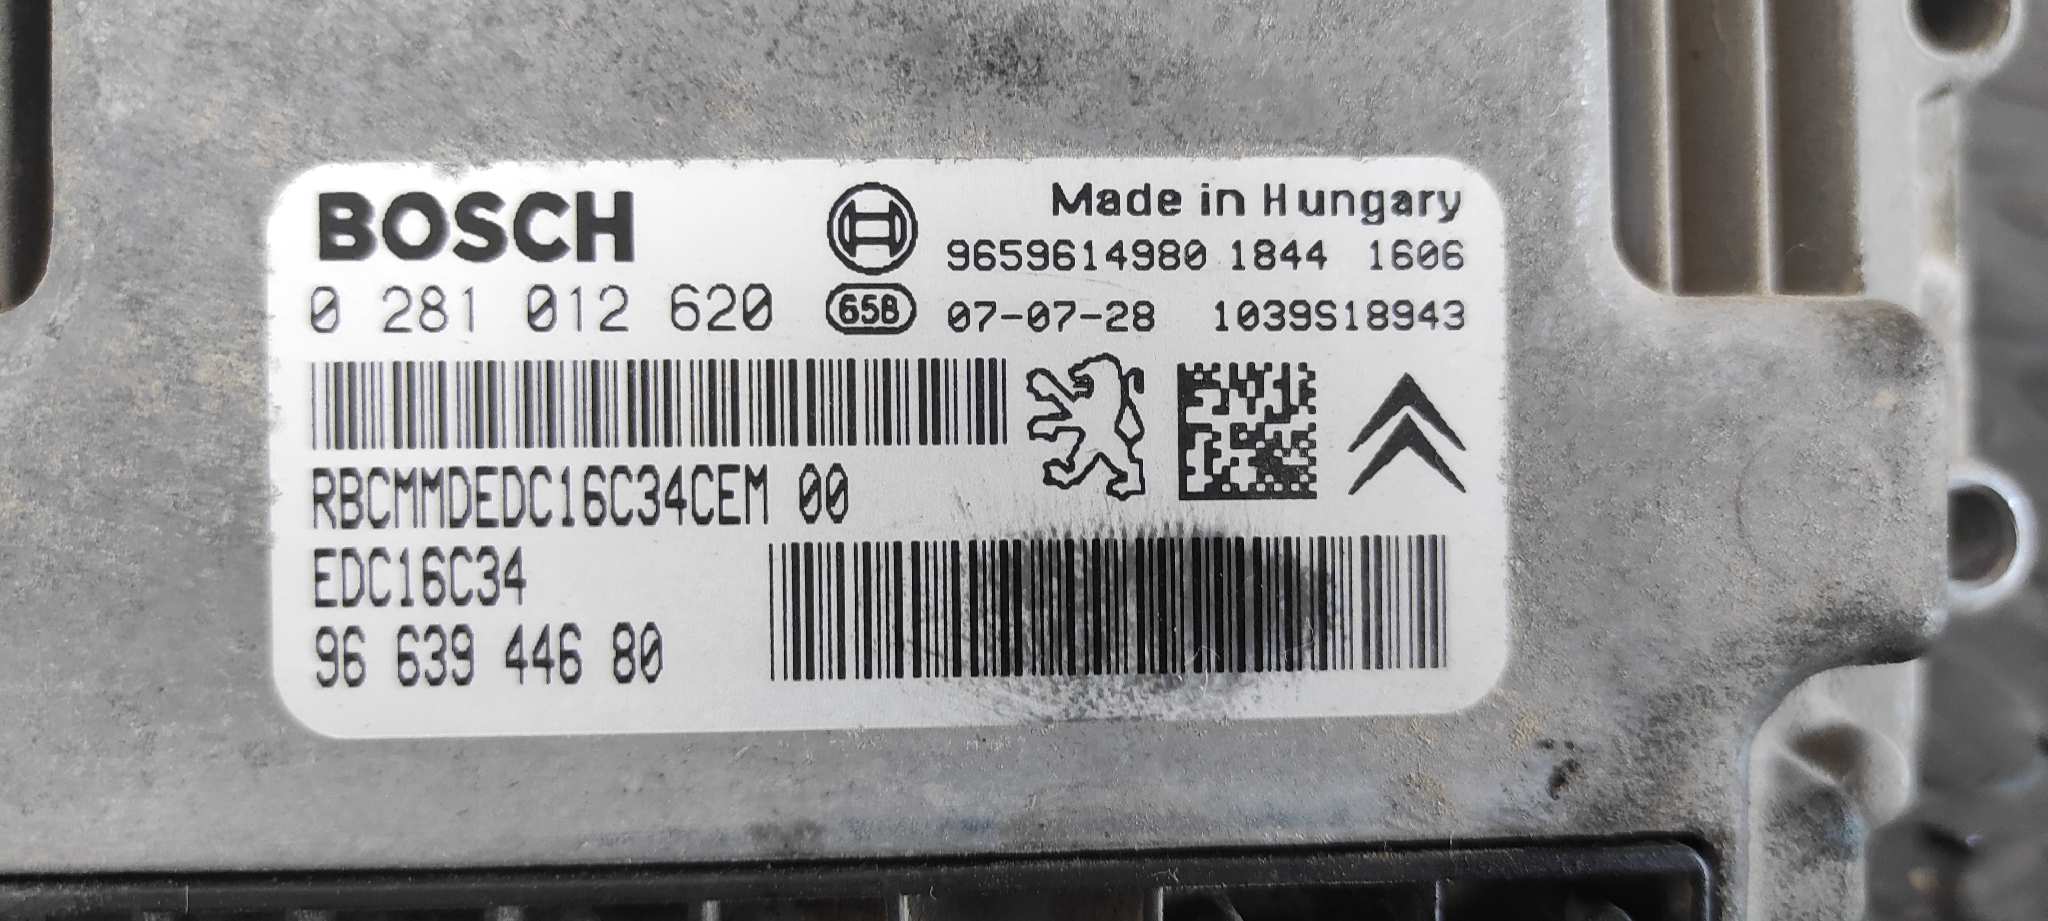 BOSCH
Made in Hungary
9659614980 1844 1606
0 281 012 620
658
07-07-28 1039S18943
RBCMMDEDC16C34CEM 00
EDC16C34
96 639 446 80